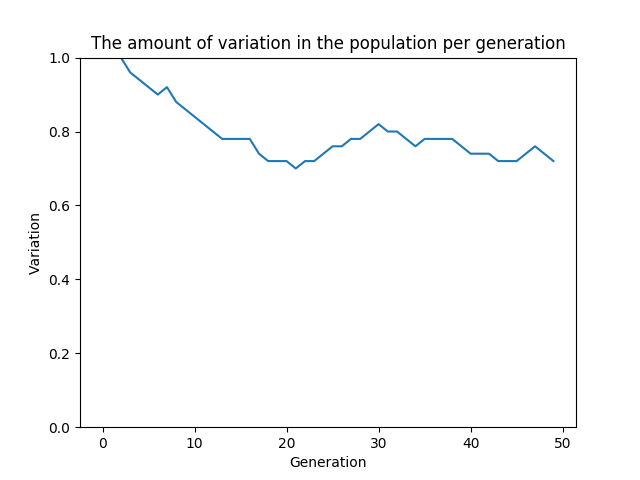 The amount of variation in the population per generation
1.0
0.8
0.6
0.4
0.2
0.0
Variation
0 10 20 30 40 50
Generation